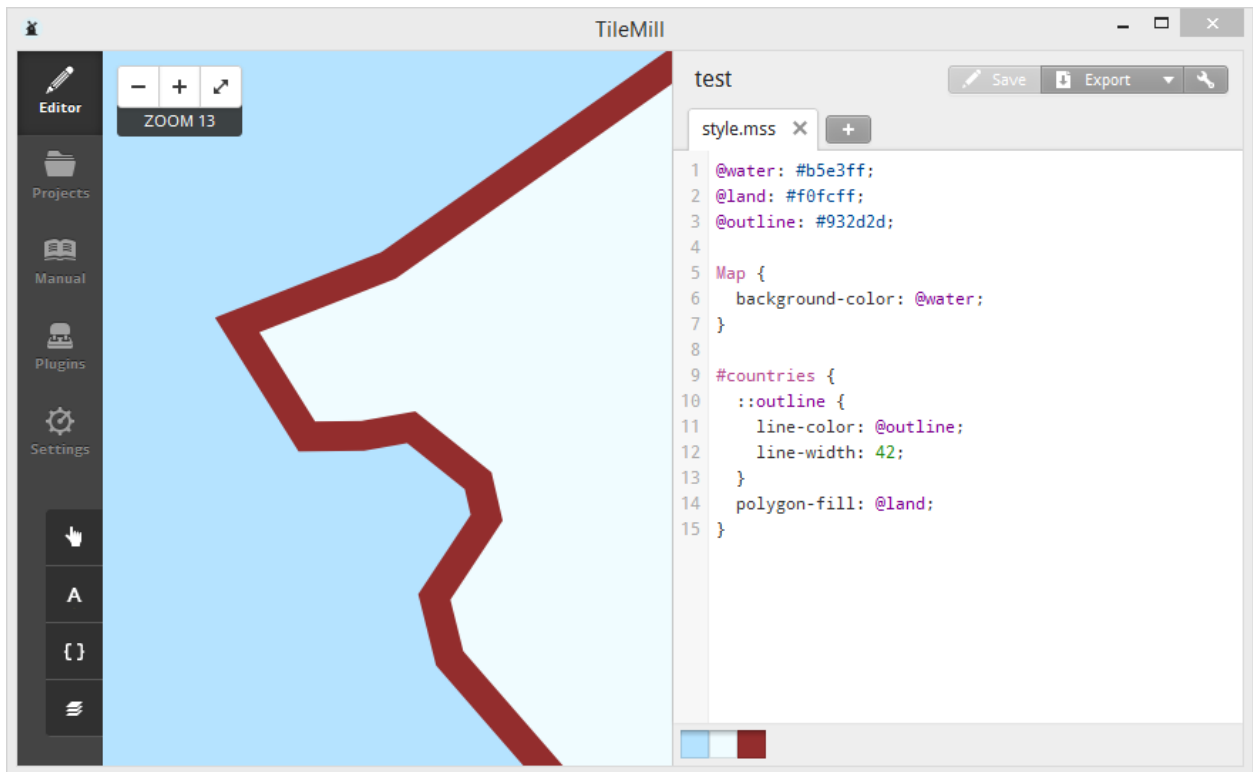 TileMill
Editor
Projects
Manual
Plugins
Settings
A
{}
ZOOM 13
test
Save
Export
style.mss
1 @water: #b5e3ff;
2 @land: #f0fcff;
3 @outline: #932d2d;
4
5 Map {
6   background-color: @water;
7 }
8
9 #countries {
10   ::outline {
11     line-color: @outline;
12     line-width: 42;
13   }
14   polygon-fill: @land;
15 }